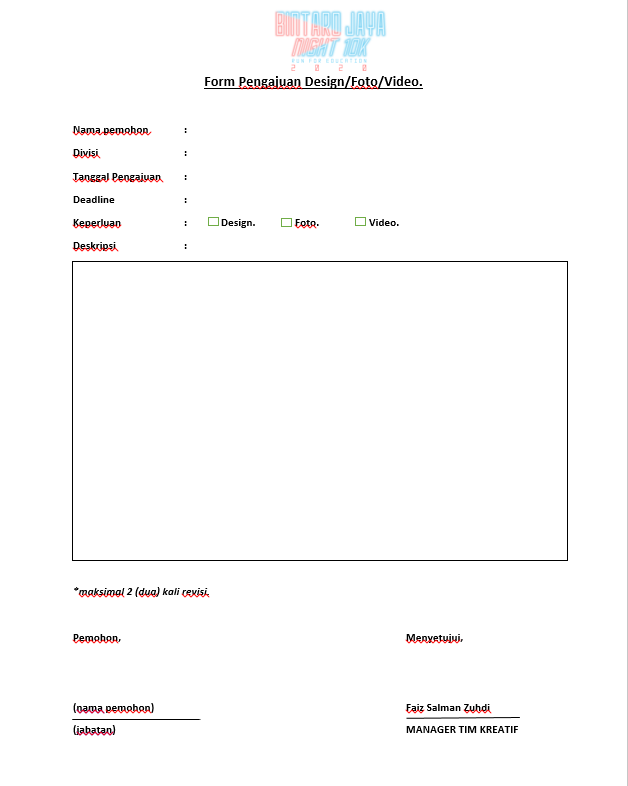 BINTARO JAYA
NIGHT 10K
RUN FOR EDUCATION
2 0 2 0
Form Pengajuan Design/Foto/Video.
Nama pemohon :
Divisi :
Tanggal Pengajuan :
Deadline :
Keperluan : Design. Foto. Video.
Deskripsi :
*maksimal 2 (dua) kali revisi.
Pemohon, Menyetujui,
(nama pemohon) Faiz Salman Zuhdi
(jabatan) MANAGER TIM KREATIF